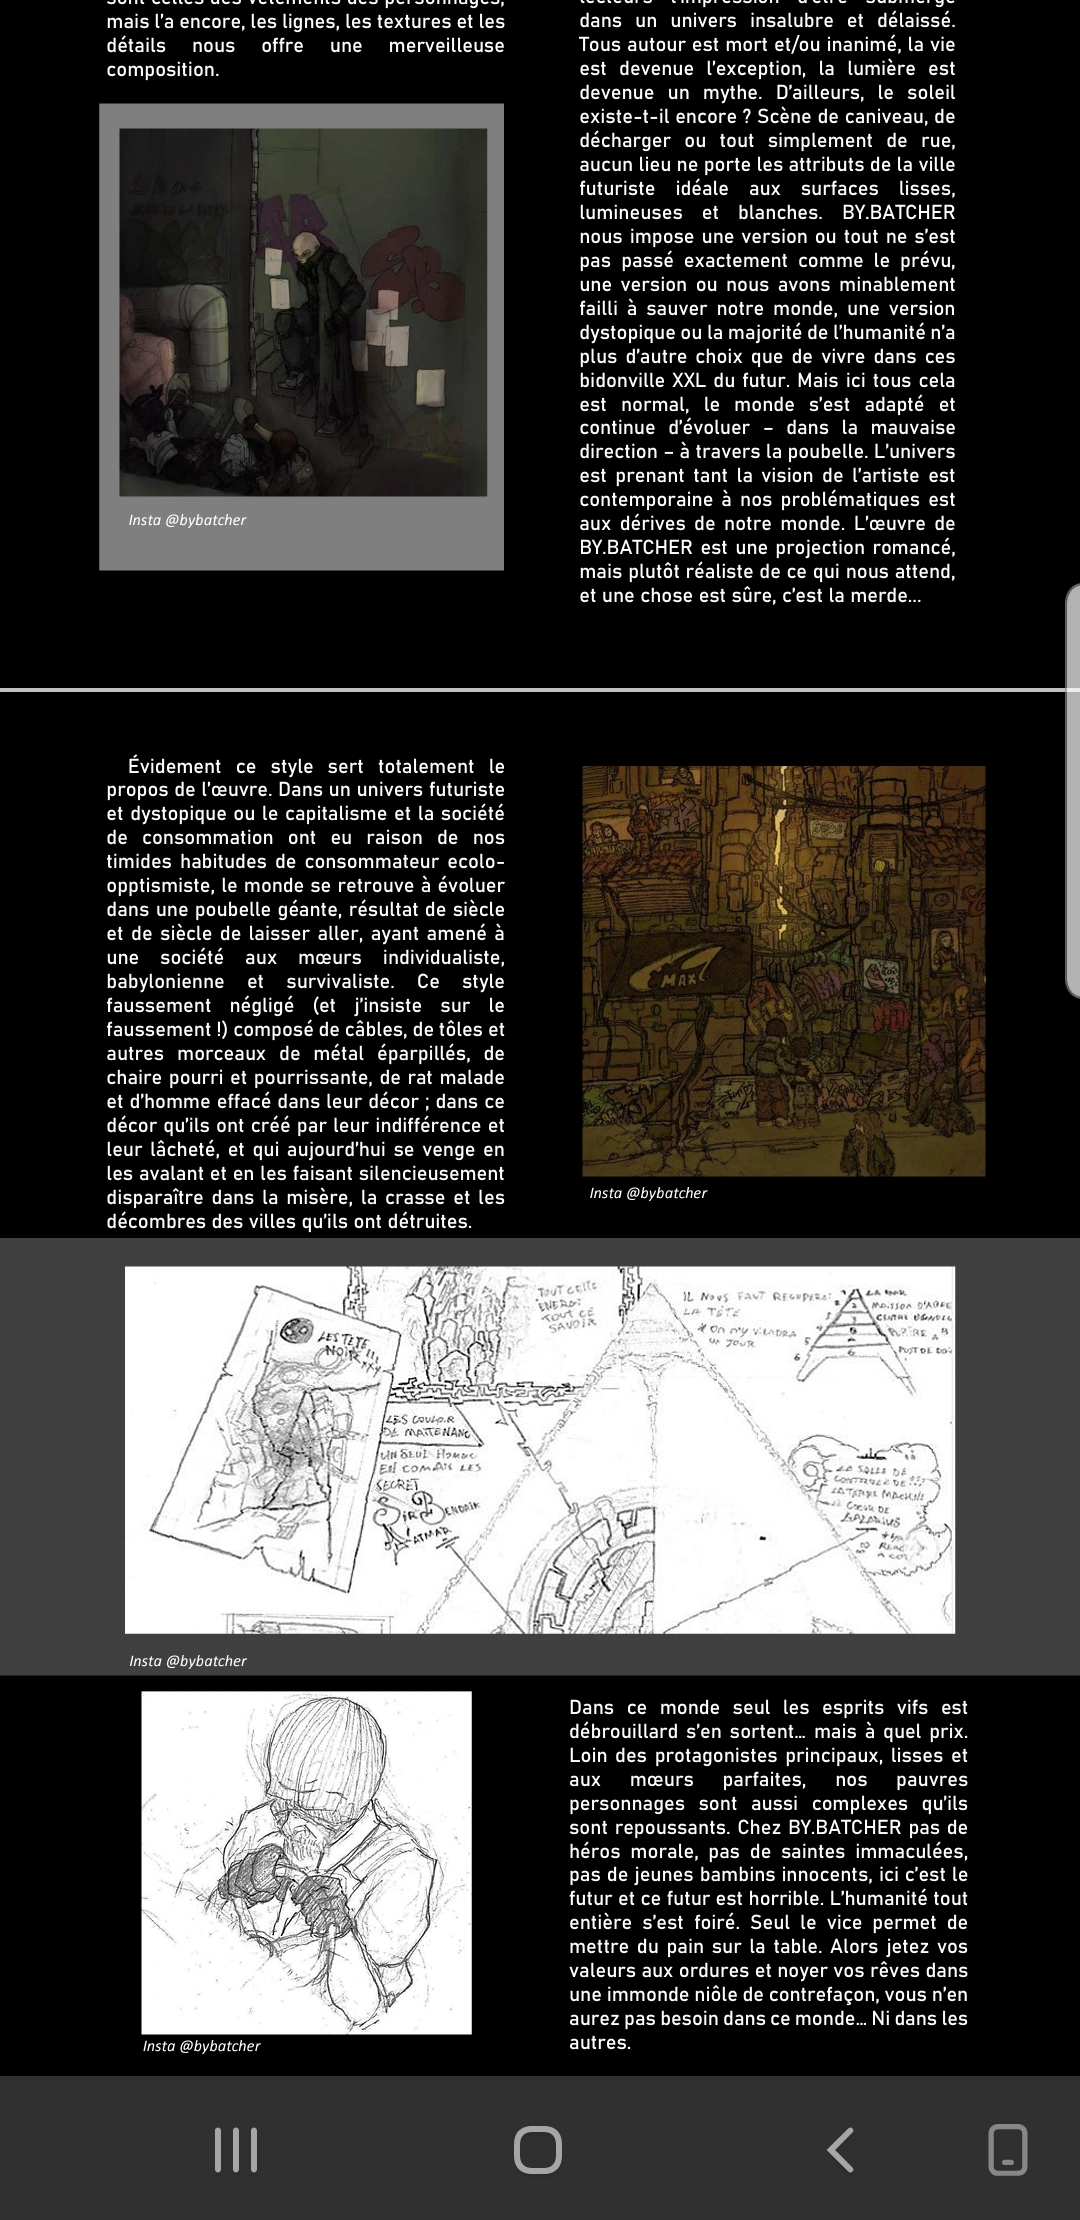 mais l'a encore, les lignes, les textures et les
détails nous offre une merveilleuse
composition.
Insta @bybatcher
dans un univers insalubre et délaissé.
Tous autour est mort et/ou inanimé, la vie
est devenue l'exception, la lumière est
devenue un mythe. D'ailleurs, le soleil
existe-t-il encore ? Scène de caniveau, de
décharger ou tout simplement de rue,
aucun lieu ne porte les attributs de la ville
futuriste idéale aux surfaces lisses,
lumineuses et blanches. BY.BATCHER
nous impose une version ou tout ne s'est
pas passé exactement comme le prévu,
une version ou nous avons minablement
failli à sauver notre monde, une version
dystopique ou la majorité de l'humanité n'a
plus d'autre choix que de vivre dans ces
bidonville XXL du futur. Mais ici tous cela
est normal, le monde s'est adapté et
continue d'évoluer – dans la mauvaise
direction – à travers la poubelle. L'univers
est prenant tant la vision de l'artiste est
contemporaine à nos problématiques est
aux dérives de notre monde. L'œuvre de
BY.BATCHER est une projection romancé,
mais plutôt réaliste de ce qui nous attend,
et une chose est sûre, c'est la merde...
Évidement ce style sert totalement le
propos de l'œuvre. Dans un univers futuriste
et dystopique ou le capitalisme et la société
de consommation ont eu raison de nos
timides habitudes de consommateur ecolo-
opptismiste, le monde se retrouve à évoluer
dans une poubelle géante, résultat de siècle
et de siècle de laisser aller, ayant amené à
une société aux mœurs individualiste,
babylonienne et survivaliste. Ce style
faussement négligé (et j'insiste sur le
faussement !) composé de câbles, de tôles et
autres morceaux de métal éparpillés, de
chaire pourri et pourrissante, de rat malade
et d'homme effacé dans leur décor ; dans ce
décor qu'ils ont créé par leur indifférence et
leur lâcheté, et qui aujourd'hui se venge en
les avalant et en les faisant silencieusement
disparaître dans la misère, la crasse et les
décombres des villes qu'ils ont détruites.
MAX
Insta @bybatcher
LES TETE
NOIR
TOUT CETTE
ENERGI
TOUT CE
SAVOIR
IL NOUS FAUT RECUPERE:
LA TÊTE
ON M'Y VIENDRA
UN JOUR
LES COULOIR
DE MATTENANC
UN SEUL HOMME
EN CONAIS LES
SECRET
SIR BENDRIK
LA SALLE DE
CONTROLE DE
LA TERRE MACHINE
LE COEUR DE
Insta @bybatcher
Insta @bybatcher
Dans ce monde seul les esprits vifs est
débrouillard s'en sortent... mais à quel prix.
Loin des protagonistes principaux, lisses et
aux mœurs parfaites, nos pauvres
personnages sont aussi complexes qu'ils
sont repoussants. Chez BY.BATCHER pas de
héros morale, pas de saintes immaculées,
pas de jeunes bambins innocents, ici c'est le
futur et ce futur est horrible. L'humanité tout
entière s'est foiré. Seul le vice permet de
mettre du pain sur la table. Alors jetez vos
valeurs aux ordures et noyer vos rêves dans
une immonde niôle de contrefaçon, vous n'en
aurez pas besoin dans ce monde... Ni dans les
autres.